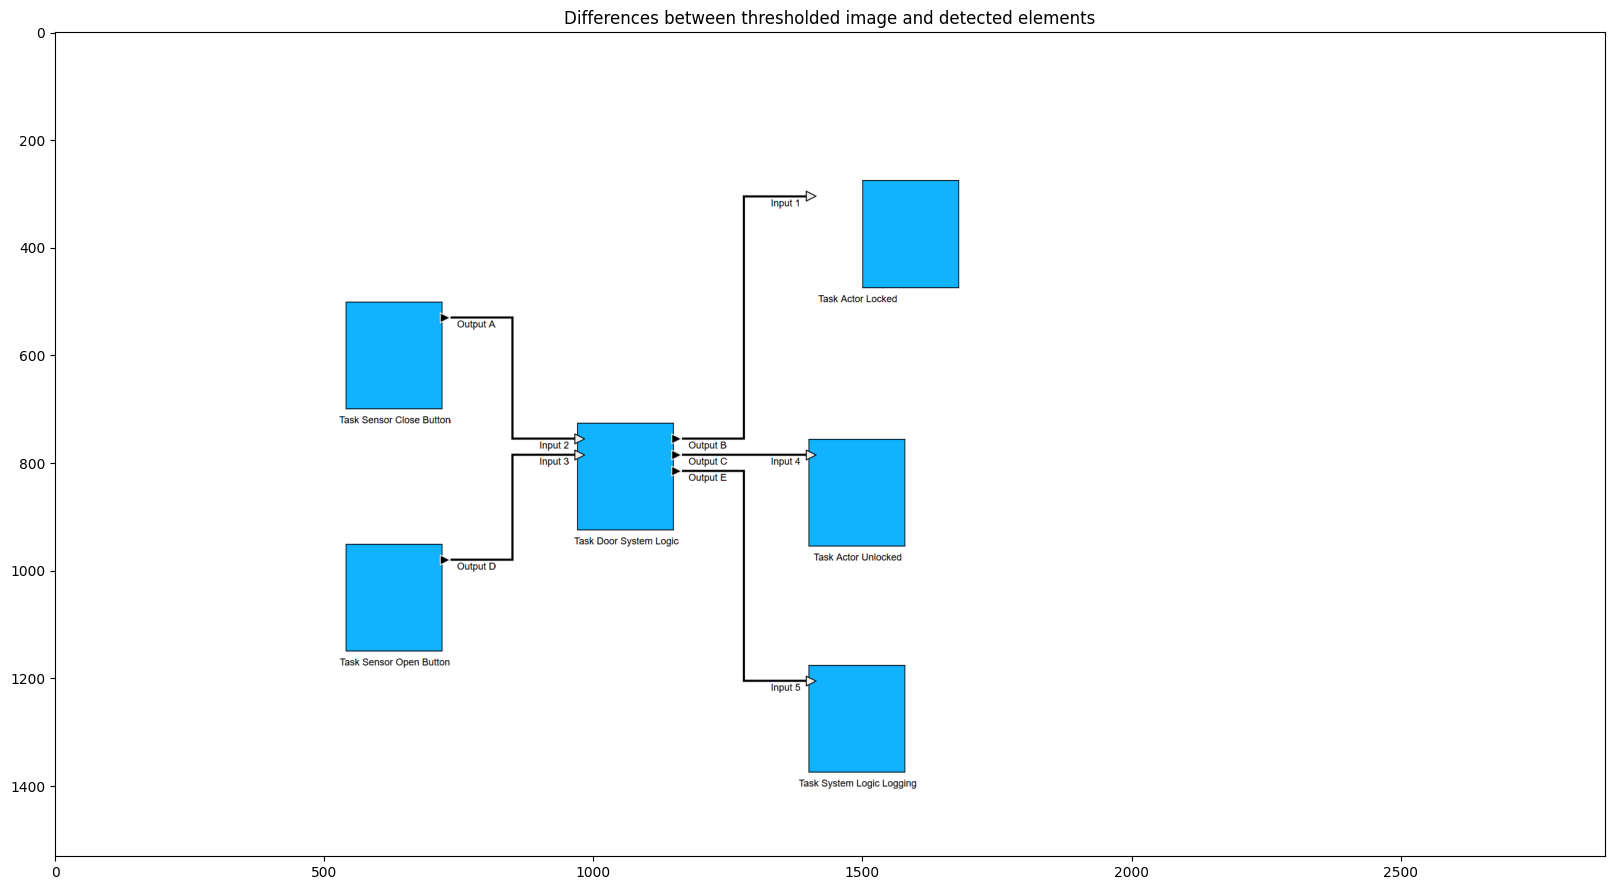 Differences between thresholded image and detected elements
0
200
400
600
800
1000
1200
1400
Input 1
Task Actor Locked
Output A
Task Sensor Close Button
Input 2
Input 3
Output B
Output C
Output E
Input 4
Task Door System Logic
Task Actor Unlocked
Output D
Task Sensor Open Button
Input 5
Task System Logic Logging
0
500
1000
1500
2000
2500